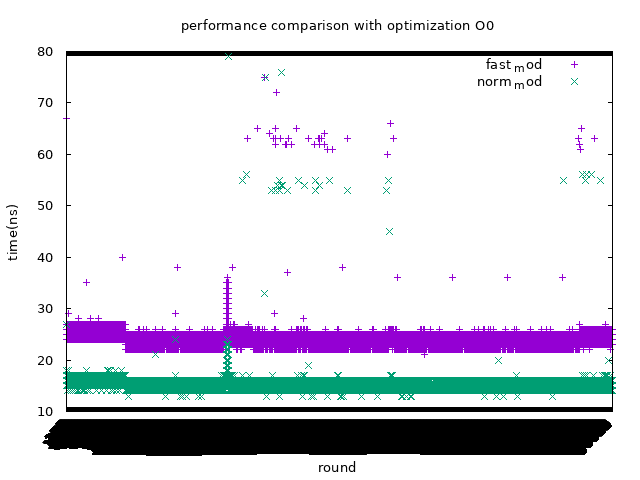 performance comparison with optimization O0
80
70
60
50
40
30
20
10
time(ns)
fast_mod
norm_mod
round